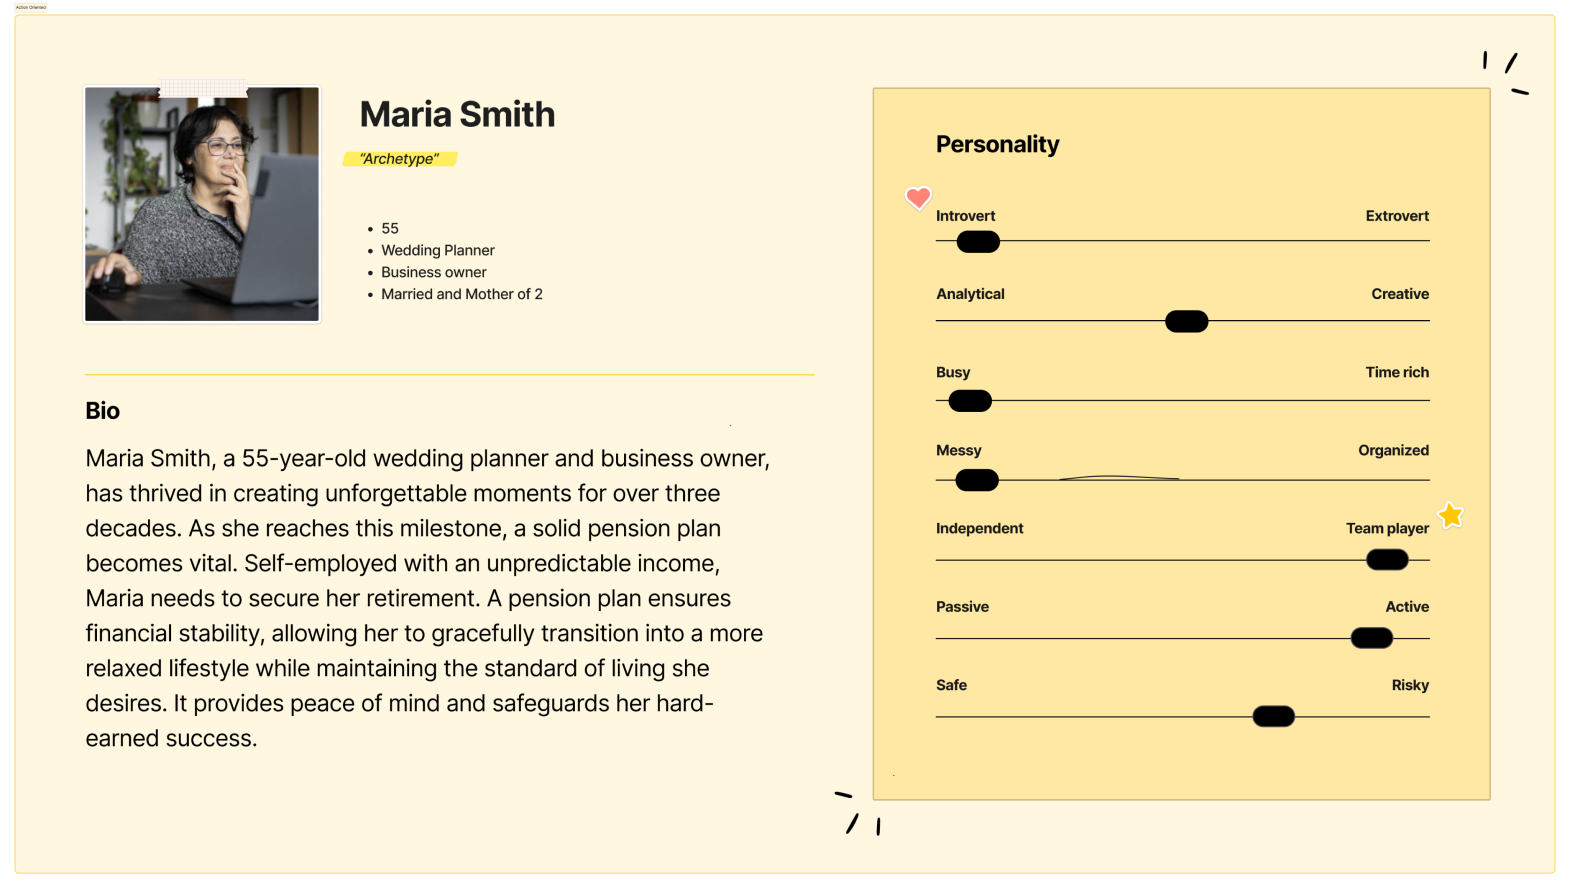 Action Oriented
Maria Smith
“Archetype”
• 55
• Wedding Planner
• Business owner
• Married and Mother of 2
Bio
Maria Smith, a 55-year-old wedding planner and business owner,
has thrived in creating unforgettable moments for over three
decades. As she reaches this milestone, a solid pension plan
becomes vital. Self-employed with an unpredictable income,
Maria needs to secure her retirement. A pension plan ensures
financial stability, allowing her to gracefully transition into a more
relaxed lifestyle while maintaining the standard of living she
desires. It provides peace of mind and safeguards her hard-
earned success.
Personality
Introvert Extrovert
Analytical Creative
Busy Time rich
Messy Organized
Independent Team player
Passive Active
Safe Risky